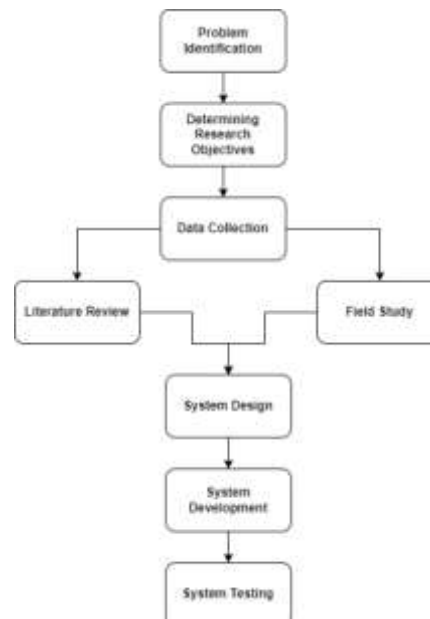 Problem
Identification
Determining
Research
Objectives
Data Collection
Literature Review
Field Study
System Design
System
Development
System Testing